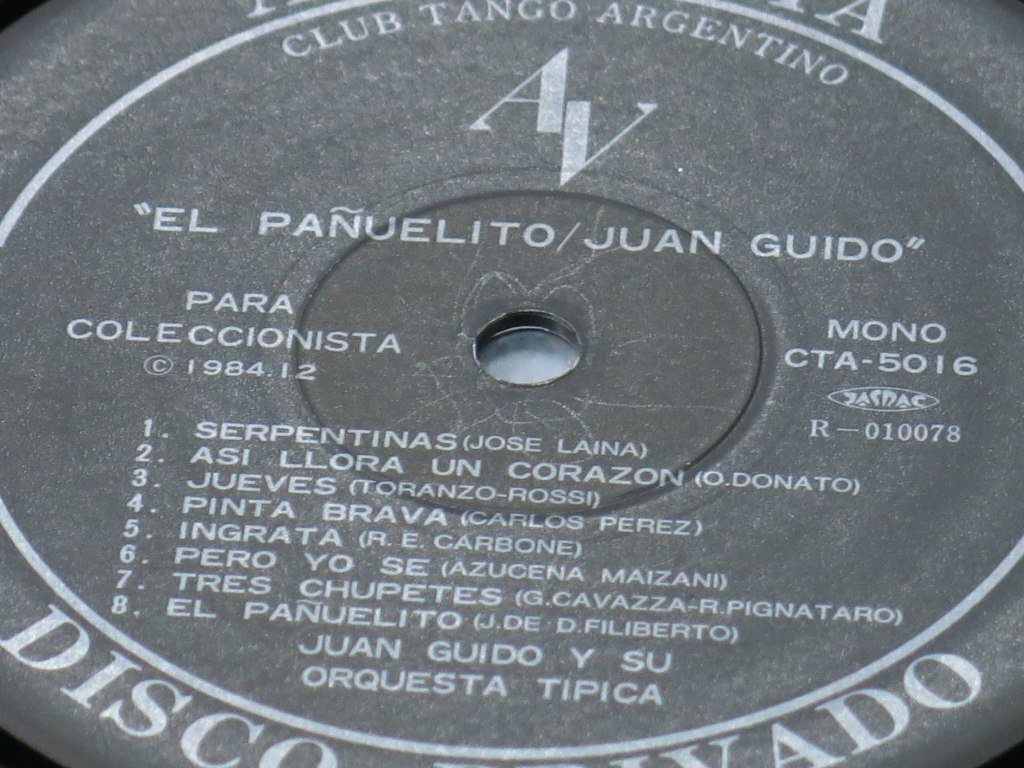 CLUB TANGO ARGENTINO
AV
"EL PAÑUELITO/JUAN GUIDO"
PARA
COLECCIONISTA
© 1984.12
MONO
CTA-5016
JASRAC
R-010078
1. SERPENTINAS (JOSE LAINA)
2. ASI LLORA UN CORAZON (O.DONATO)
3. JUEVES (TORANZO-ROSSI)
4. PINTA BRAVA (CARLOS PEREZ)
5. INGRATA (R. E. CARBONE)
6. PERO YO SE (AZUCENA MAIZANI)
7. TRES CHUPETES (G.CAVAZZA-R.PIGNATARO)
8. EL PAÑUELITO (J.DE D.FILIBERTO)
JUAN GUIDO Y SU
ORQUESTA TIPICA
DISCO PRIVADO